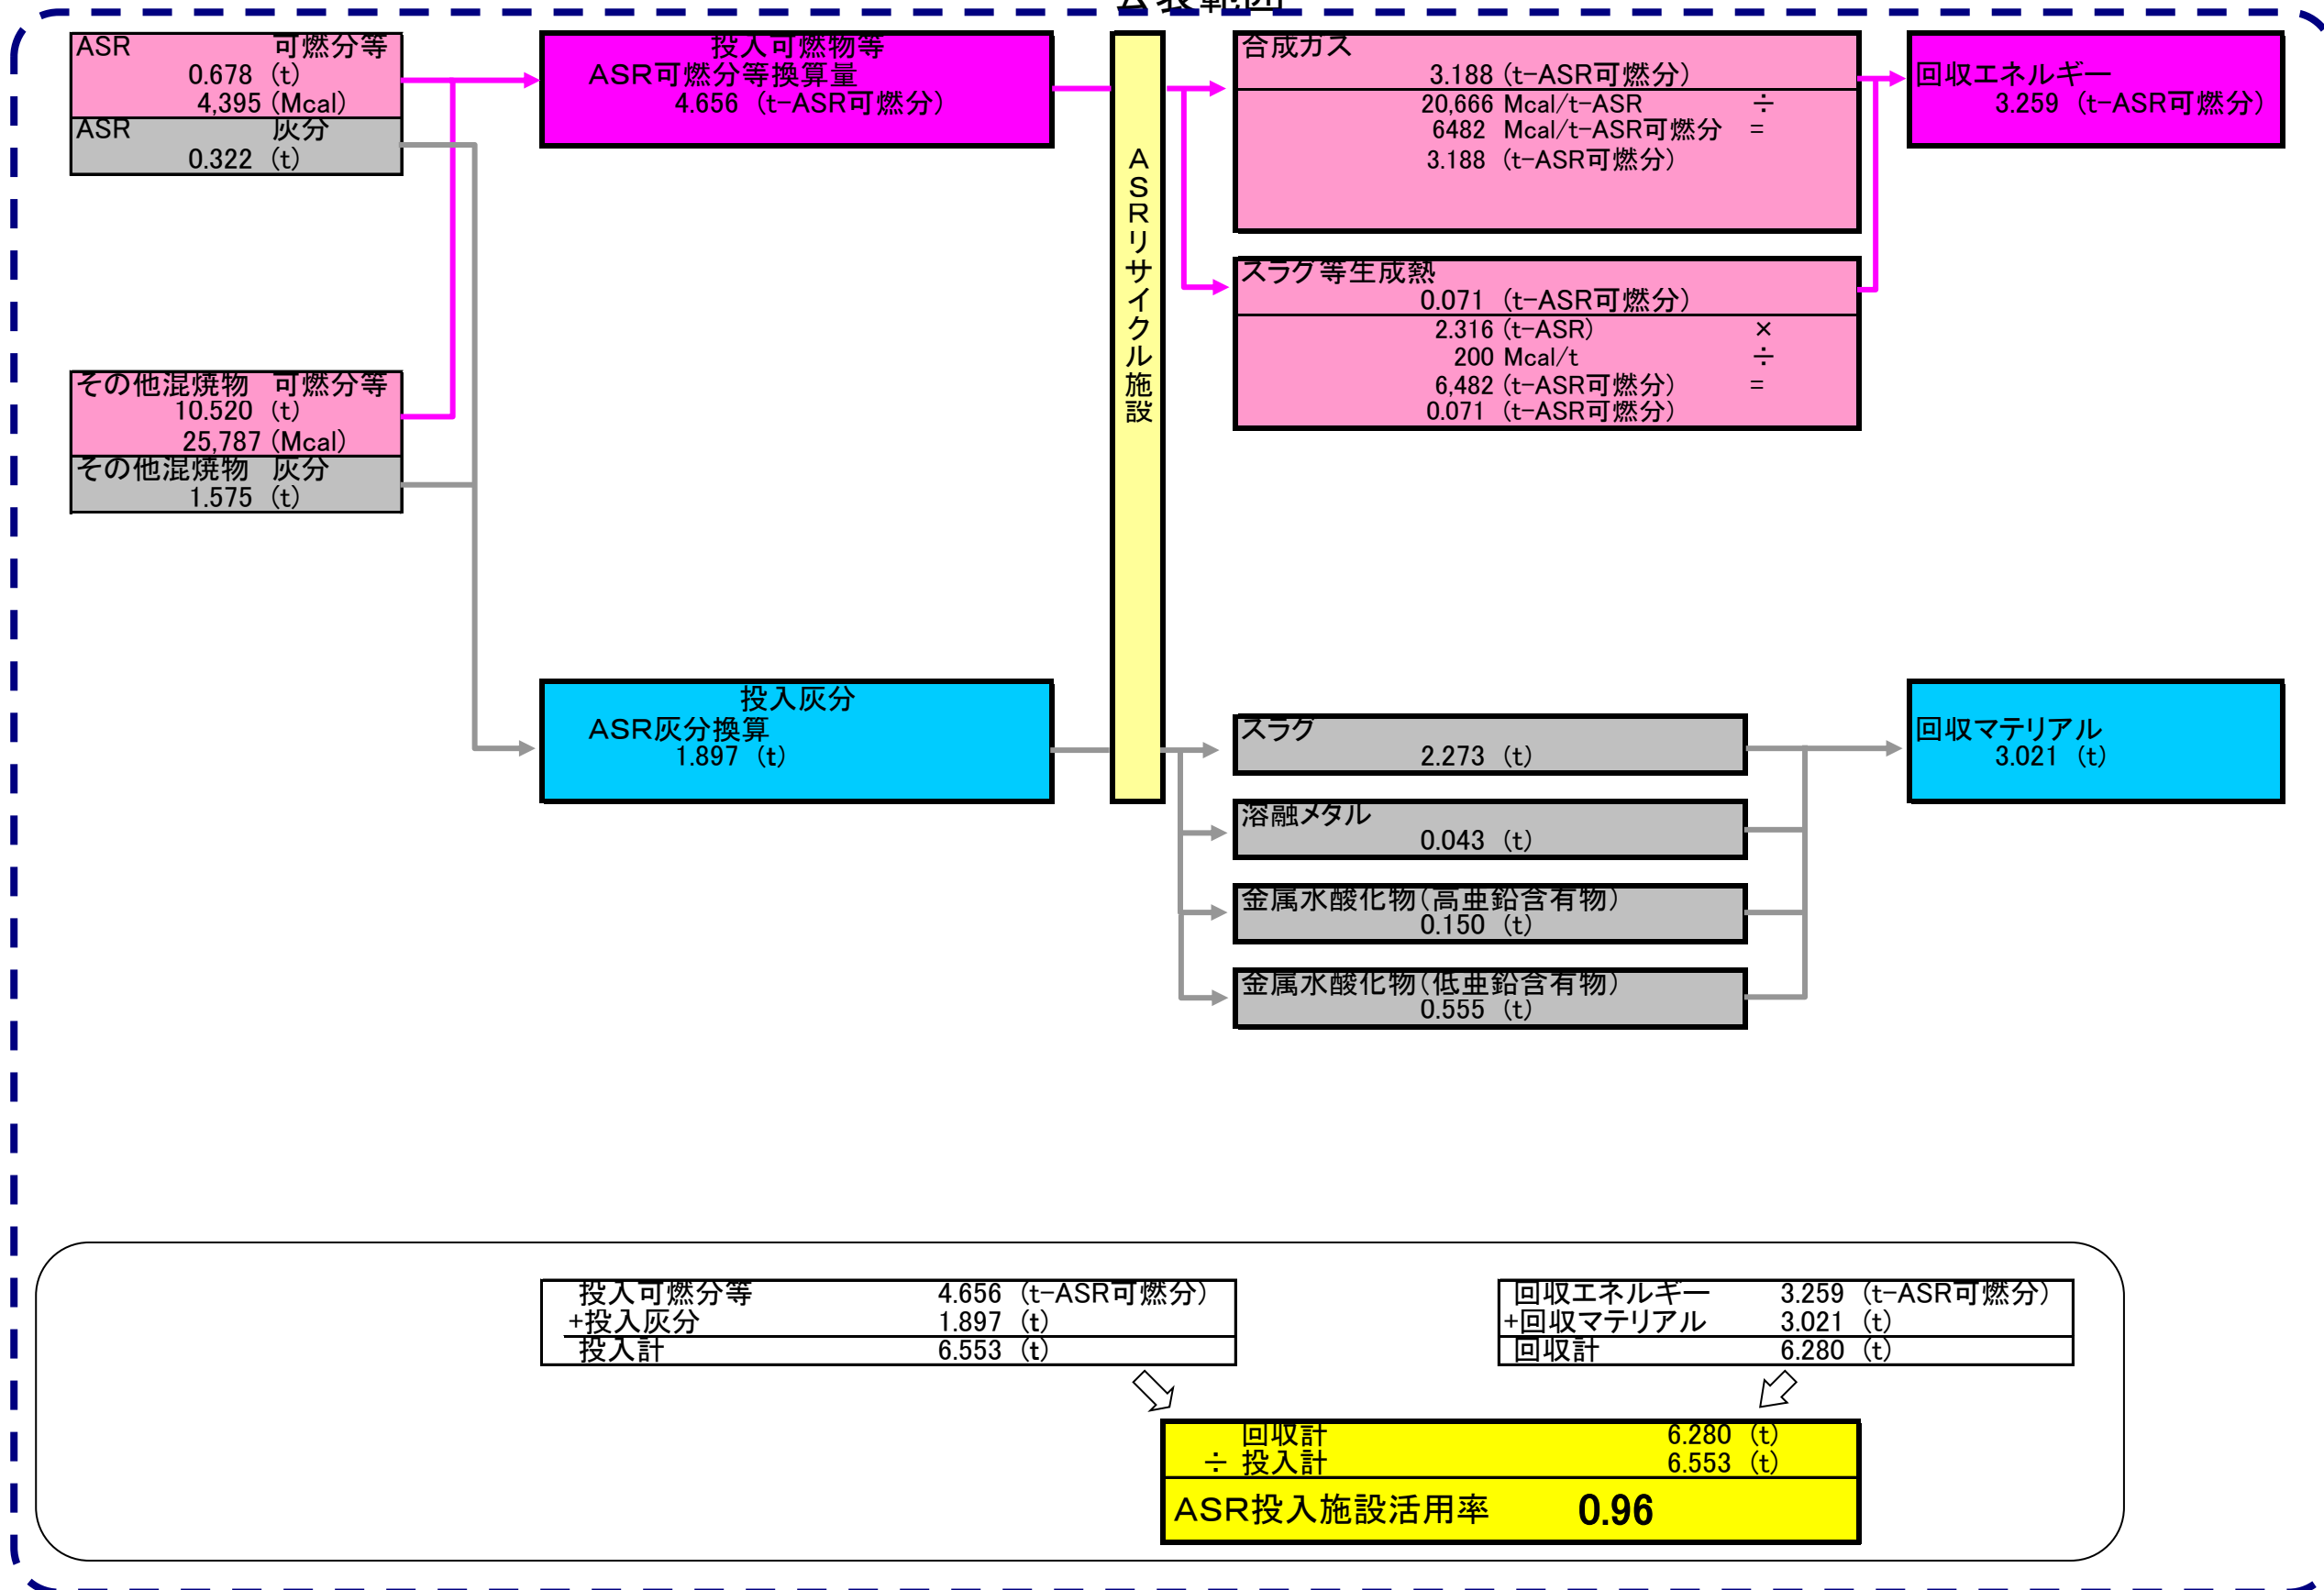 公表範囲
ASR 可燃分等
0.678 (t)
4,395 (Mcal)
ASR 灰分
0.322 (t)
その他混焼物 可燃分等
10.520 (t)
25,787 (Mcal)
その他混焼物 灰分
1.575 (t)
投入可燃物等
ASR可燃分等換算量
4.656 (t-ASR可燃分)
投入灰分
ASR灰分換算
1.897 (t)
ASRリサイクル施設
合成ガス
3.188 (t-ASR可燃分)
20,666 Mcal/t-ASR ÷
6482 Mcal/t-ASR可燃分 =
3.188 (t-ASR可燃分)
スラグ等生成熱
0.071 (t-ASR可燃分)
2.316 (t-ASR) ×
200 Mcal/t ÷
6,482 (t-ASR可燃分) =
0.071 (t-ASR可燃分)
スラグ
2.273 (t)
溶融メタル
0.043 (t)
金属水酸化物(高亜鉛含有物)
0.150 (t)
金属水酸化物(低亜鉛含有物)
0.555 (t)
回収エネルギー
3.259 (t-ASR可燃分)
回収マテリアル
3.021 (t)
投入可燃分等 4.656 (t-ASR可燃分)
+投入灰分 1.897 (t)
投入計 6.553 (t)
回収エネルギー 3.259 (t-ASR可燃分)
+回収マテリアル 3.021 (t)
回収計 6.280 (t)
回収計 6.280 (t)
÷ 投入計 6.553 (t)
ASR投入施設活用率 0.96